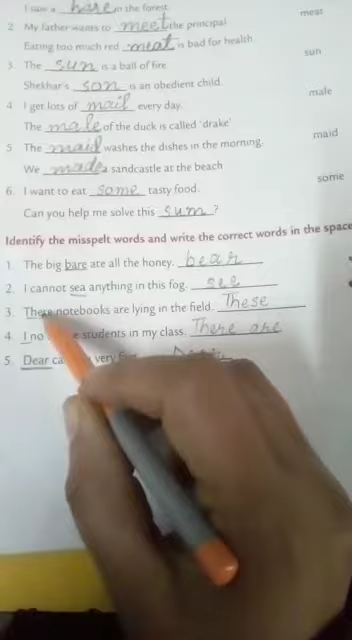 I saw a hare in the forest.
meat
2 My father wants to meet the principal
Eating too much red meat is bad for health
sun
3 The sun is a ball of fire
Shekhar's son is an obedient child.
male
4 I get lots of mail every day.
The male of the duck is called 'drake'
maid
5 The maid washes the dishes in the morning.
We made a sandcastle at the beach
some
6. I want to eat some tasty food.
Can you help me solve this sum ?
Identify the misspelt words and write the correct words in the space
1 The big bare ate all the honey. bear
2. I cannot sea anything in this fog. see
3. There notebooks are lying in the field. These
4. I no students in my class. There are
5. Dear very